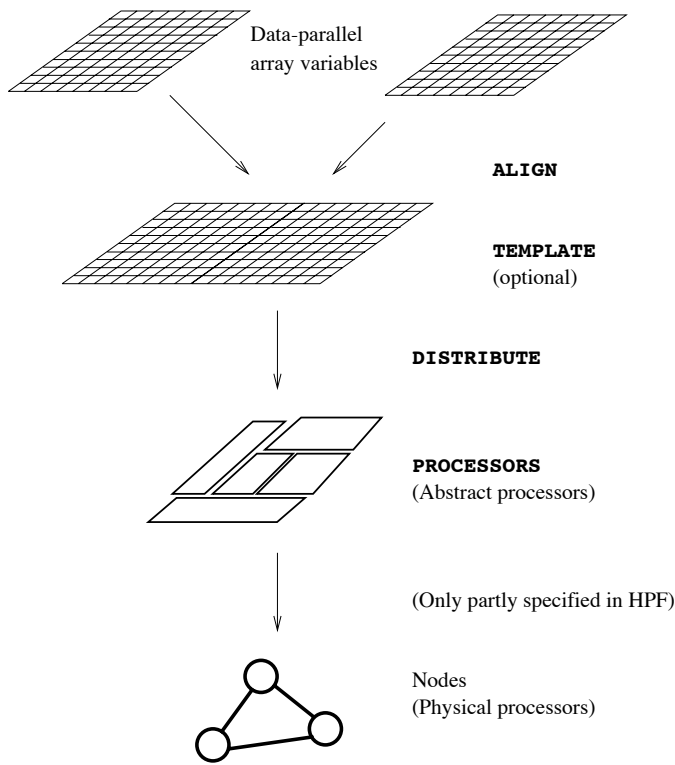 Data-parallel
array variables
ALIGN
TEMPLATE
(optional)
DISTRIBUTE
PROCESSORS
(Abstract processors)
(Only partly specified in HPF)
Nodes
(Physical processors)